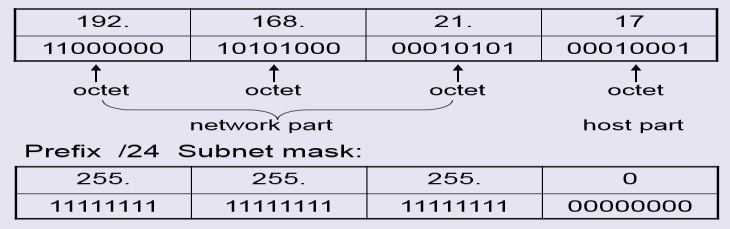 192. 168. 21. 17
11000000 10101000 00010101 00010001
octet octet octet octet
network part host part
Prefix /24 Subnet mask:
255. 255. 255. 0
11111111 11111111 11111111 00000000